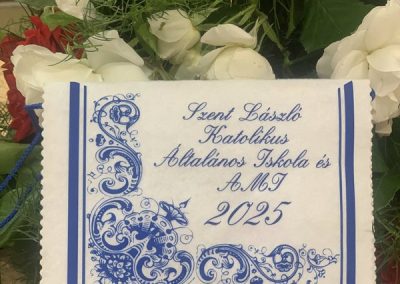 Szent László
Katolikus
Általános Iskola és
AMI
2025